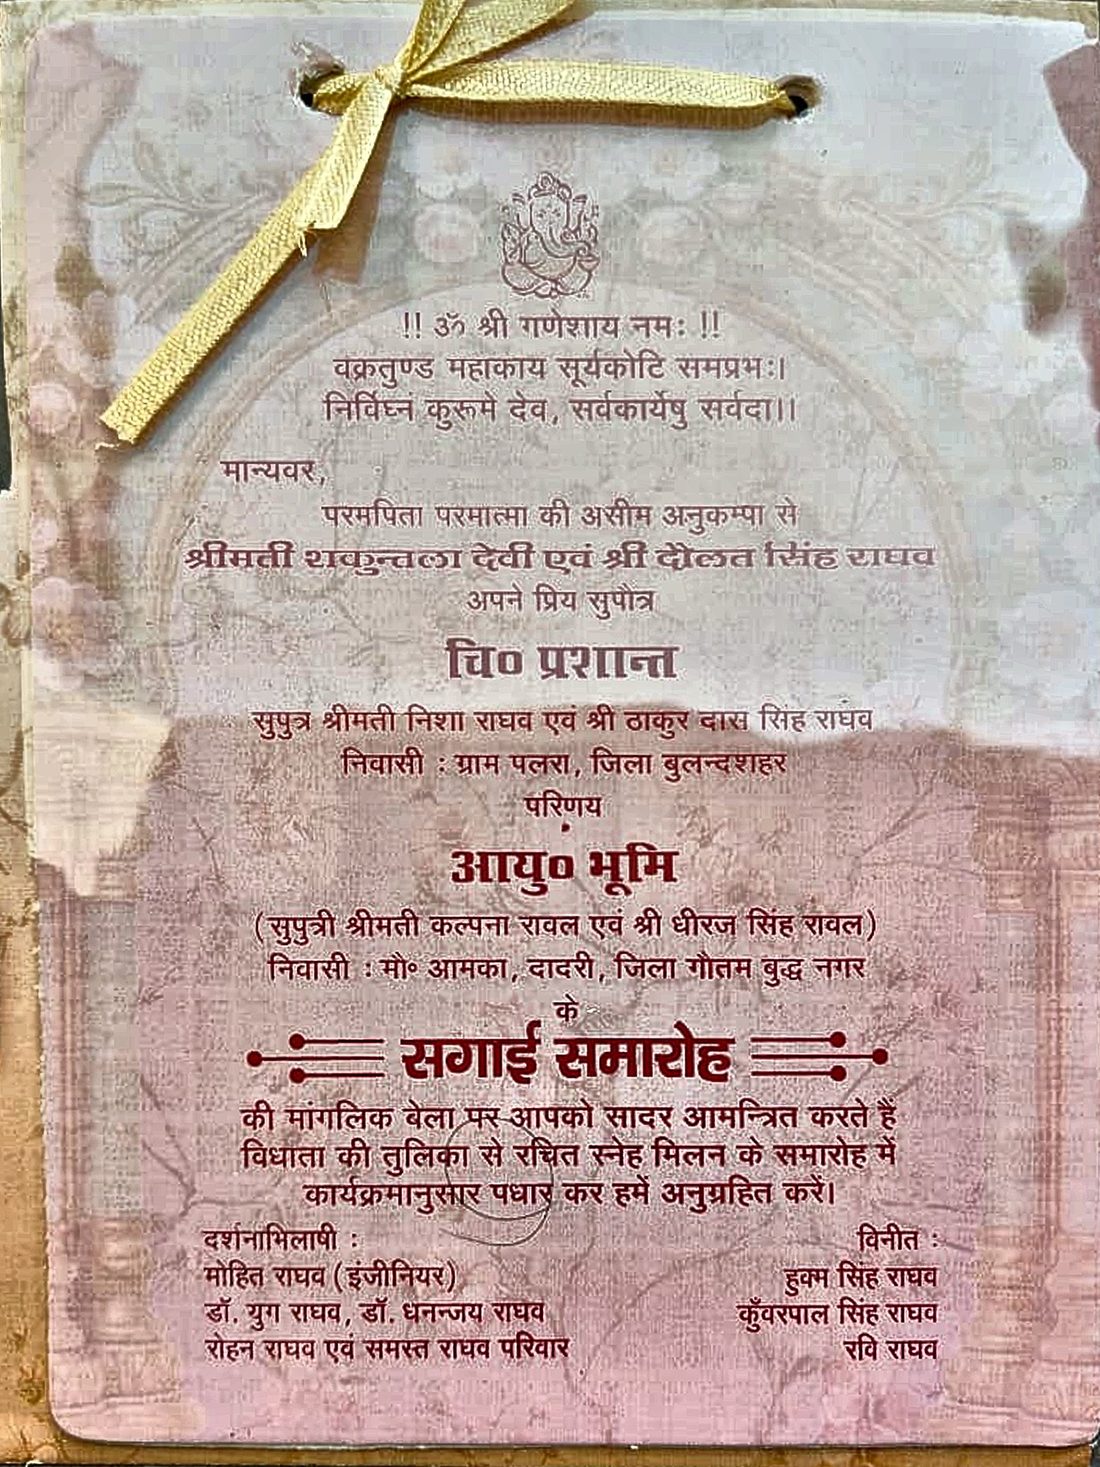 !! ॐ श्री गणेशाय नमः !!
वक्रतुण्ड महाकाय सूर्यकोटि समप्रभः।
निर्विघ्नं कुरूमे देव, सर्वकार्येषु सर्वदा।।
मान्यवर,
परमपिता परमात्मा की असीम अनुकम्पा से
श्रीमती शकुन्तला देवी एवं श्री दौलत सिंह राघव
अपने प्रिय सुपौत्र
चि० प्रशान्त
सुपुत्र श्रीमती निशा राघव एवं श्री ठाकुर दास सिंह राघव
निवासी : ग्राम पलरा, जिला बुलन्दशहर
परिणय
आयु० भूमि
(सुपुत्री श्रीमती कल्पना रावल एवं श्री धीरज सिंह रावल)
निवासी : मौ० आमका, दादरी, जिला गौतम बुद्ध नगर
के
सगाई समारोह
की मांगलिक बेला पर आपको सादर आमन्त्रित करते हैं
विधाता की तुलिका से रचित स्नेह मिलन के समारोह में
कार्यक्रमानुसार पधार कर हमें अनुग्रहित करें।
दर्शनाभिलाषी :
मोहित राघव (इंजीनियर)
डॉ. युग राघव, डॉ. धनन्जय राघव
रोहन राघव एवं समस्त राघव परिवार
विनीत :
हुक्म सिंह राघव
कुँवरपाल सिंह राघव
रवि राघव